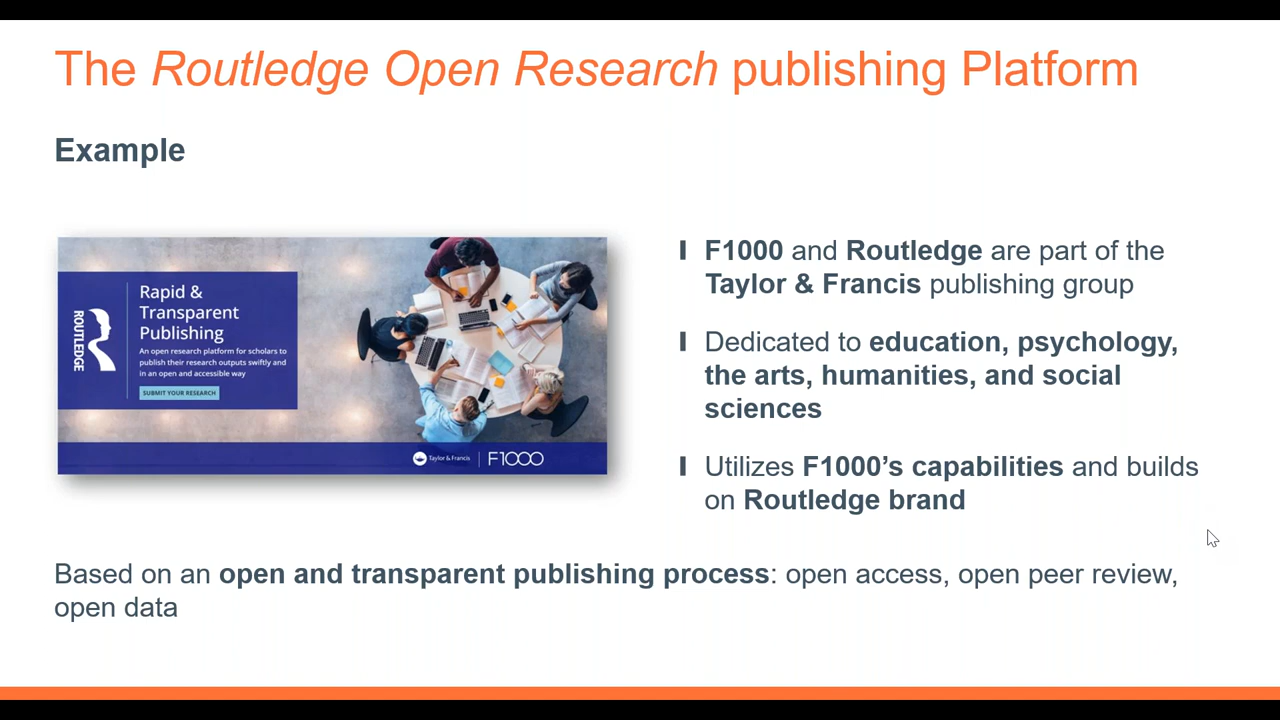 The Routledge Open Research publishing Platform
Example
ROUTLEDGE
Rapid &
Transparent
Publishing
An open research platform for scholars to
publish their research outputs swiftly and
in an open and accessible way
SUBMIT YOUR RESEARCH
Taylor & Francis
F1000
F1000 and Routledge are part of the
Taylor & Francis publishing group
Dedicated to education, psychology,
the arts, humanities, and social
sciences
Utilizes F1000’s capabilities and builds
on Routledge brand
Based on an open and transparent publishing process: open access, open peer review,
open data